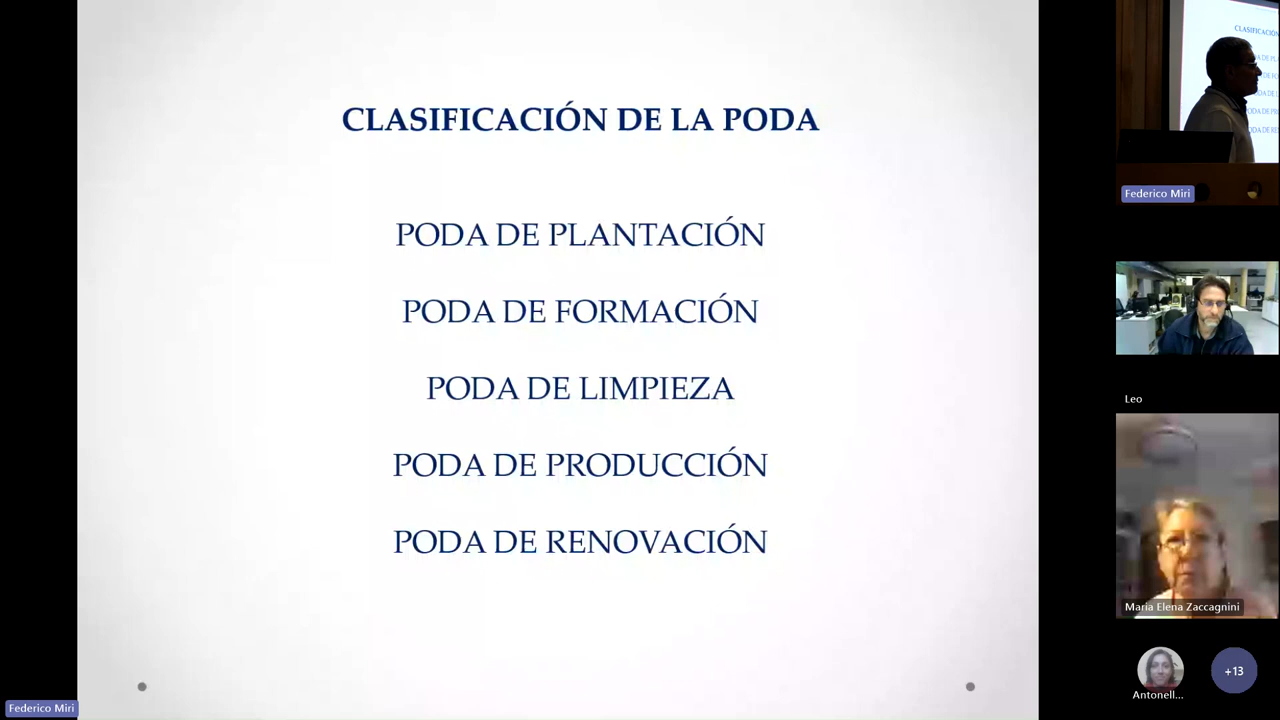 CLASIFICACIÓN DE LA PODA
PODA DE PLANTACIÓN
PODA DE FORMACIÓN
PODA DE LIMPIEZA
PODA DE PRODUCCIÓN
PODA DE RENOVACIÓN
Federico Miri
CLASIFICACIÓN
Federico Miri
Leo
Maria Elena Zaccagnini
Antonell...
+13